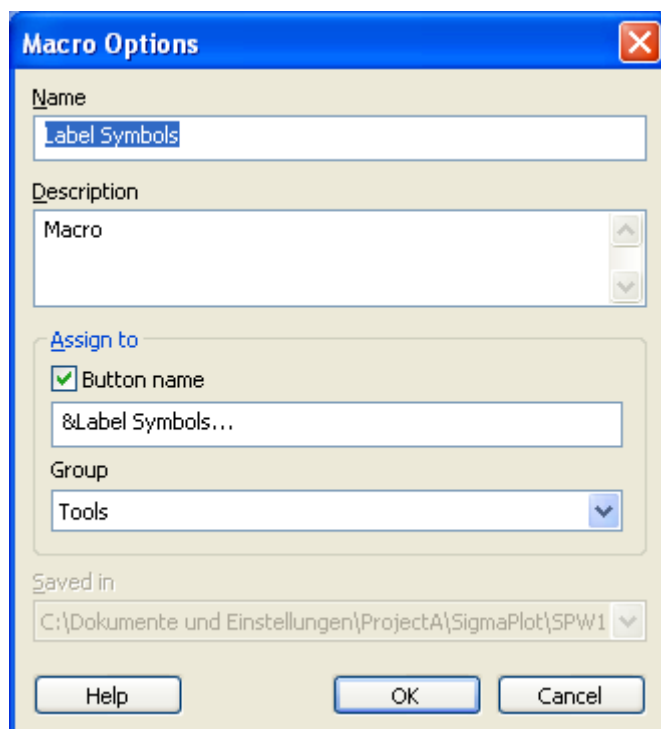 Macro Options
Name
Label Symbols
Description
Macro
Assign to
Button name
&Label Symbols...
Group
Tools
Saved in
C:\Dokumente und Einstellungen\ProjectA\SigmaPlot\SPW1
Help OK Cancel